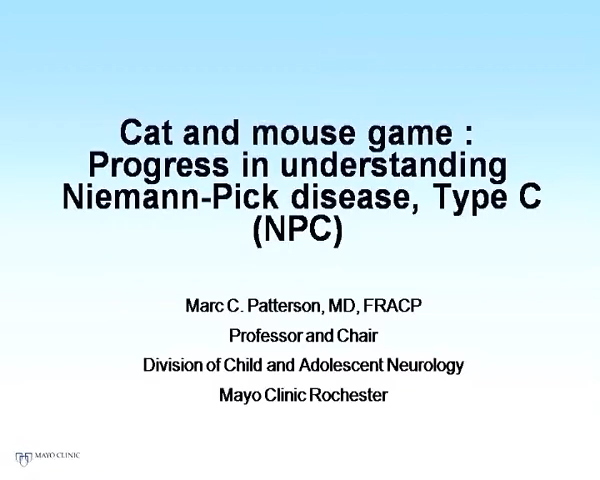 Cat and mouse game :
Progress in understanding
Niemann-Pick disease, Type C
(NPC)
Marc C. Patterson, MD, FRACP
Professor and Chair
Division of Child and Adolescent Neurology
Mayo Clinic Rochester
MAYO CLINIC